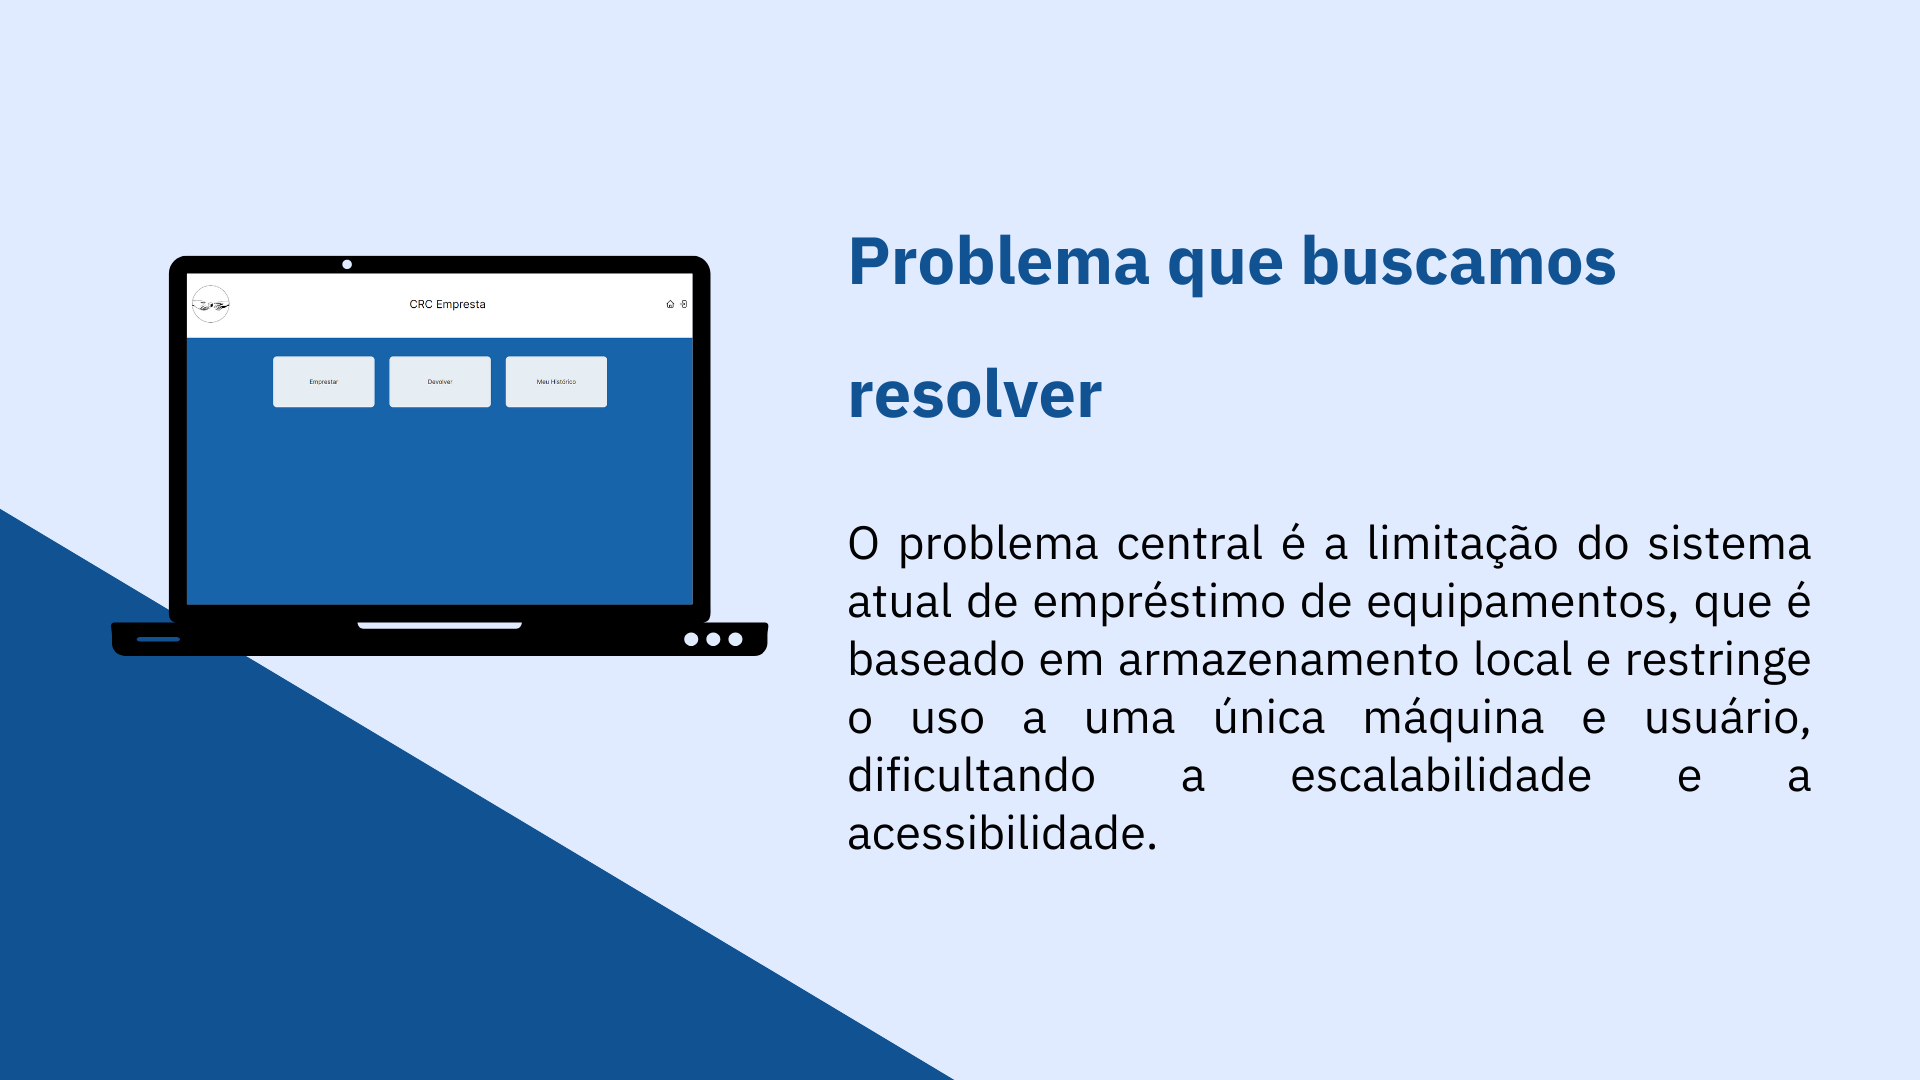 CRC Empresta
Emprestar
Devolver
Meu Histórico
Problema que buscamos
resolver
O problema central é a limitação do sistema
atual de empréstimo de equipamentos, que é
baseado em armazenamento local e restringe
o uso a uma única máquina e usuário,
dificultando a escalabilidade e a
acessibilidade.